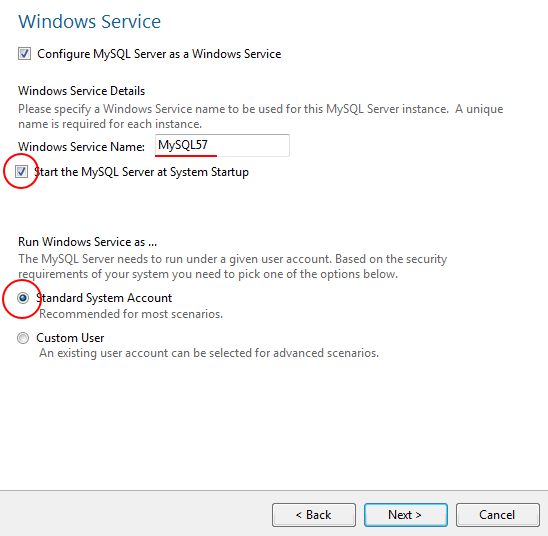 Windows Service
Configure MySQL Server as a Windows Service
Windows Service Details
Please specify a Windows Service name to be used for this MySQL Server instance.  A unique
name is required for each instance.
Windows Service Name: MySQL57
Start the MySQL Server at System Startup
Run Windows Service as ...
The MySQL Server needs to run under a given user account. Based on the security
requirements of your system you need to pick one of the options below.
Standard System Account
Recommended for most scenarios.
Custom User
An existing user account can be selected for advanced scenarios.
< Back Next > Cancel